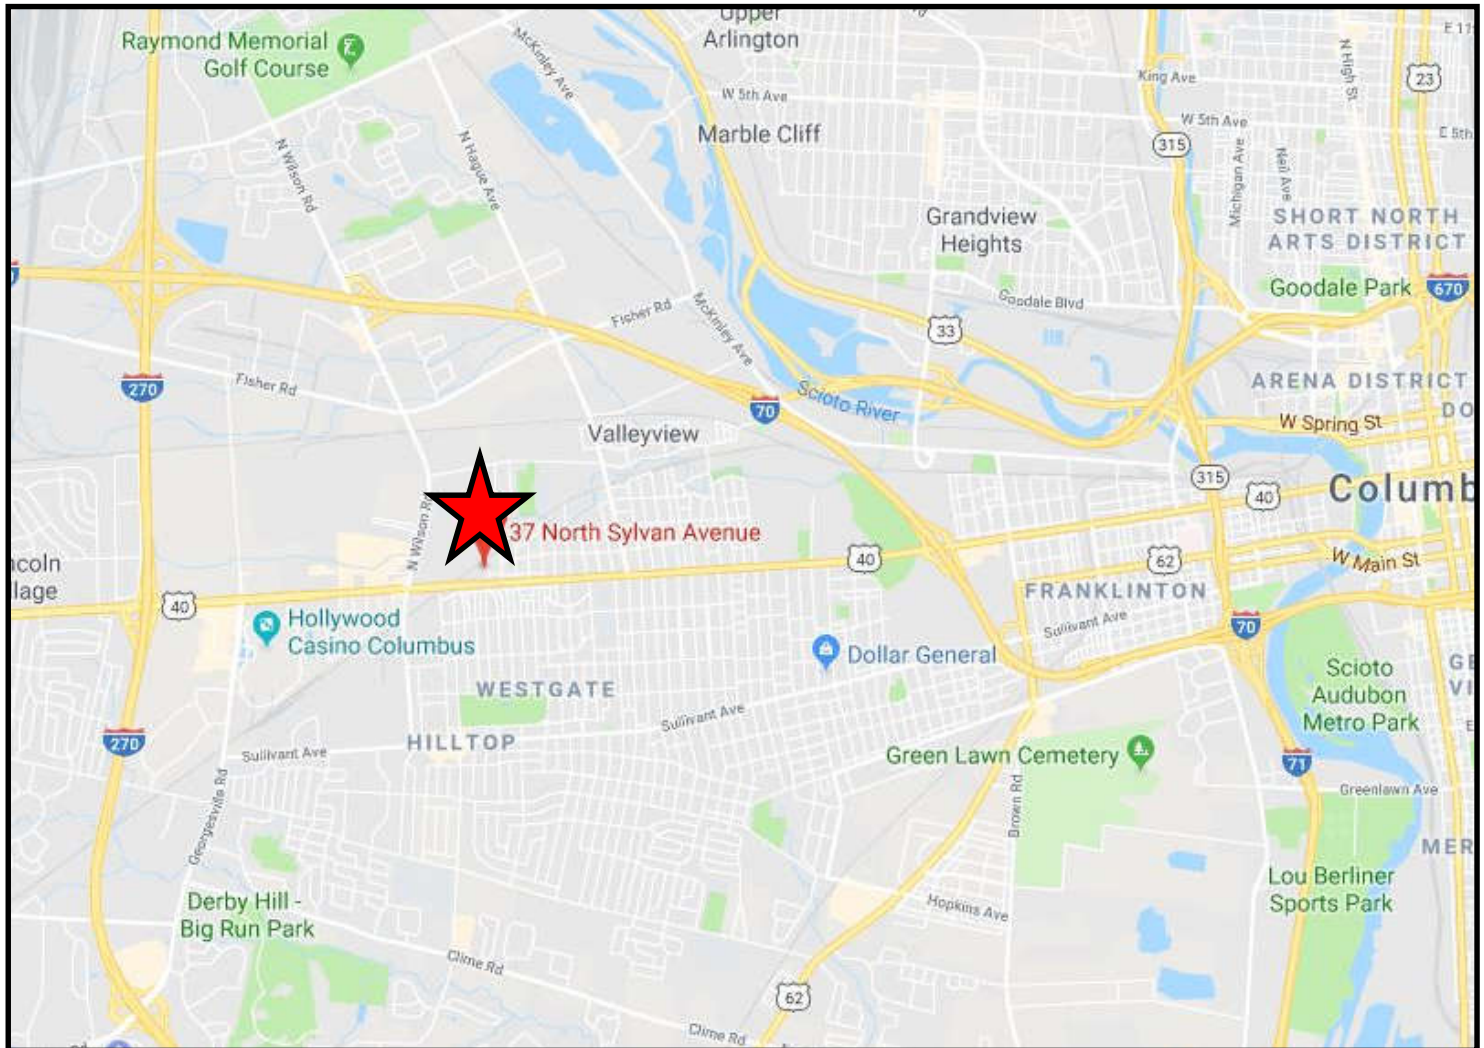 Upper
Arlington
E 11
Raymond Memorial
Golf Course
McKinley Ave
N High St
King Ave
23
W 5th Ave
Marble Cliff
W 5th Ave
E 5th
315
N Wilson Rd
N Hague Ave
Michigan Ave
Neil Ave
Grandview
Heights
SHORT NORTH
ARTS DISTRICT
Goodale Park
670
Goodale Blvd
Fisher Rd
McKinley Ave
33
270
Fisher Rd
ARENA DISTRICT
Scioto River
70
DO
W Spring St
Valleyview
315
40
Columb
N Wilson Rd
37 North Sylvan Avenue
40
62
W Main St
ncoln
llage
FRANKLINTON
40
Hollywood
Casino Columbus
Sullivant Ave
70
Dollar General
Scioto
Audubon
Metro Park
GE
VI
WESTGATE
Sullivant Ave
270
HILLTOP
Sullivant Ave
Green Lawn Cemetery
71
Greenlawn Ave
Georgesville Rd
Brown Rd
MER
Lou Berliner
Sports Park
Derby Hill -
Big Run Park
Hopkins Ave
Clime Rd
62
Clime Rd